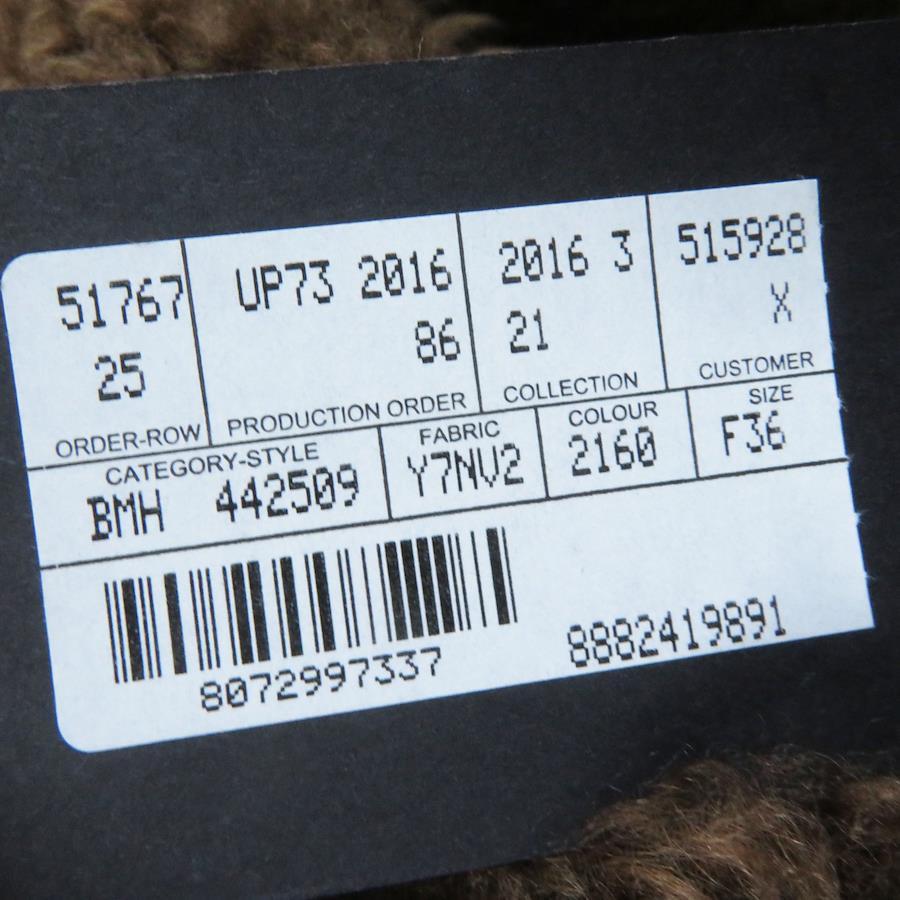 51767 UP73 2016 2016 3 515928
25 86 21 X
ORDER-ROW PRODUCTION ORDER COLLECTION CUSTOMER
CATEGORY-STYLE FABRIC COLOUR SIZE
BMH 442509 Y7NV2 2160 F36
8072997337 8882419891